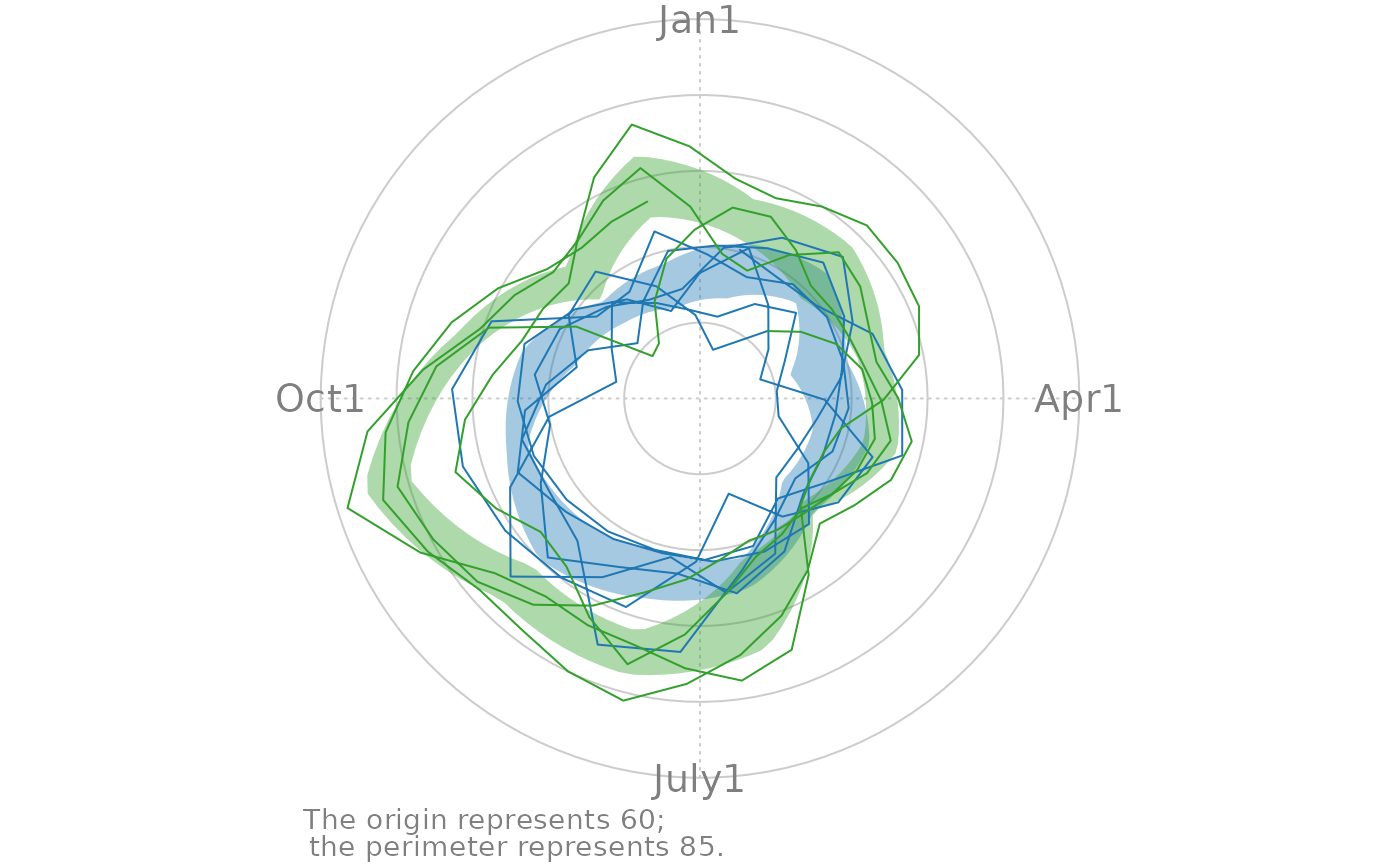 Jan1
Oct1
Apr1
July1
The origin represents 60;
the perimeter represents 85.